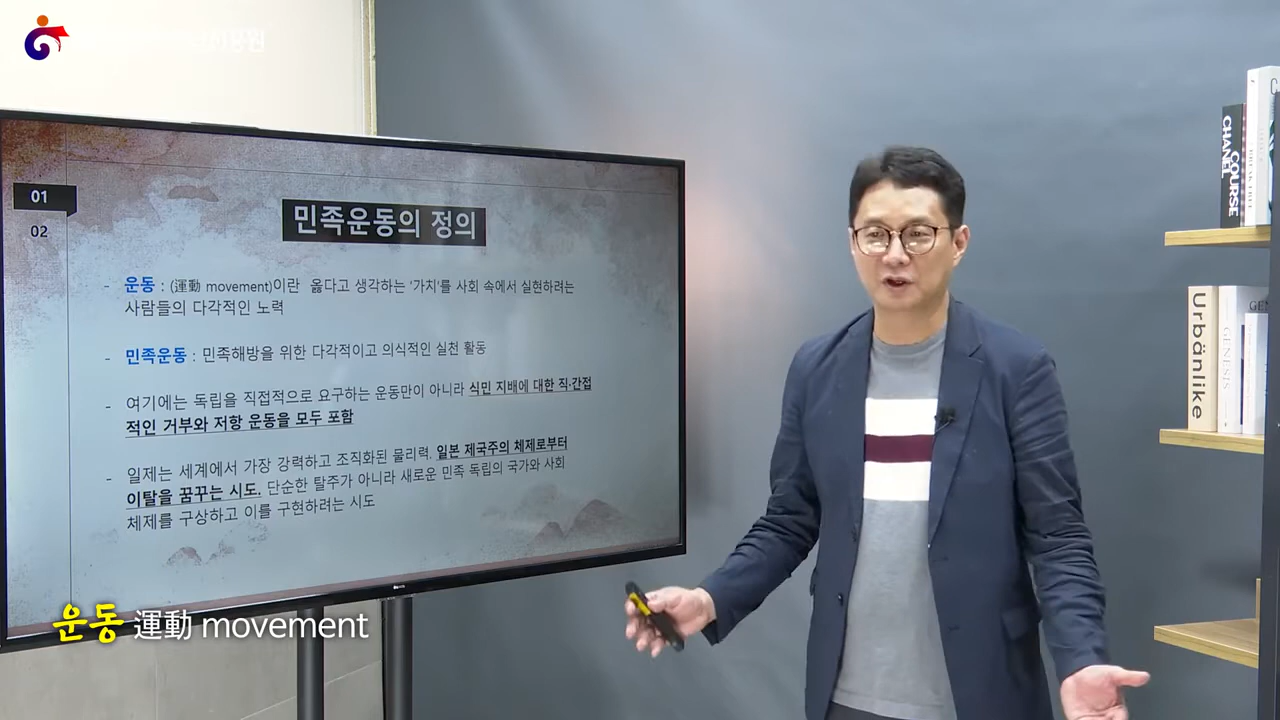 01
02
민족운동의 정의
- 운동 : (運動 movement)이란 옳다고 생각하는 '가치'를 사회 속에서 실현하려는
사람들의 다각적인 노력
- 민족운동 : 민족해방을 위한 다각적이고 의식적인 실천 활동
- 여기에는 독립을 직접적으로 요구하는 운동만이 아니라 식민 지배에 대한 직·간접
적인 거부와 저항 운동을 모두 포함
- 일제는 세계에서 가장 강력하고 조직화된 물리력. 일본 제국주의 체제로부터
이탈을 꿈꾸는 시도. 단순한 탈주가 아니라 새로운 민족 독립의 국가와 사회
체제를 구상하고 이를 구현하려는 시도
운동 運動 movement
CHANEL
COURSE
Urbänlike
GENESIS